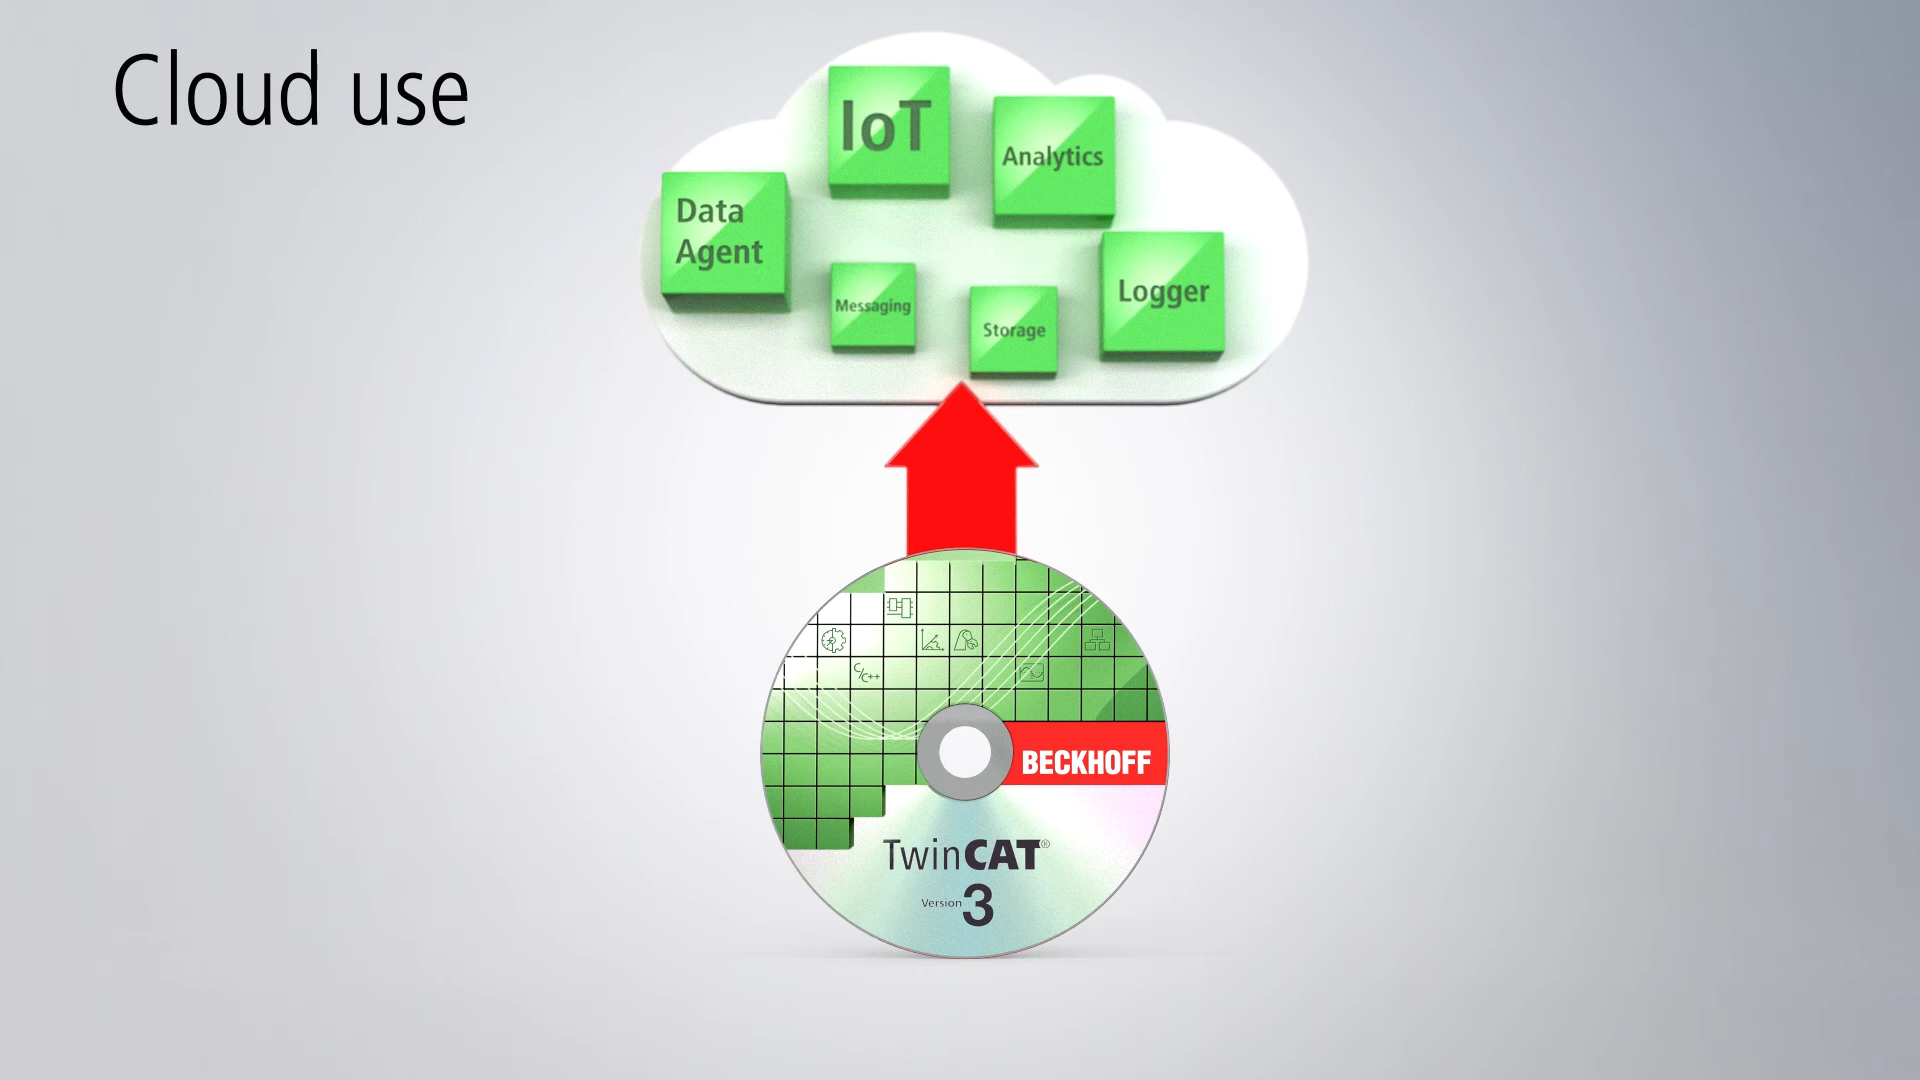 Cloud use
IoT
Analytics
Data
Agent
Logger
Messaging
Storage
C/C++
BECKHOFF
TwinCAT®
Version 3